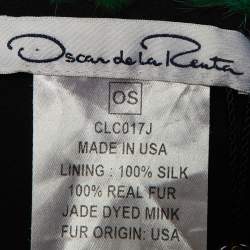 Oscar de la Renta
OS
CLC017J
MADE IN USA
LINING : 100% SILK
100% REAL FUR
JADE DYED MINK
FUR ORIGIN: USA